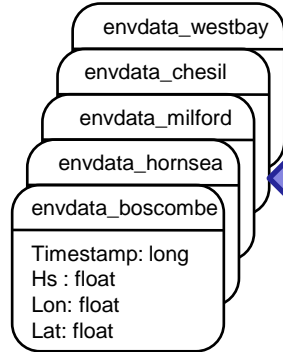 envdata_westbay
envdata_chesil
envdata_milford
envdata_hornsea
envdata_boscombe
Timestamp: long
Hs : float
Lon: float
Lat: float